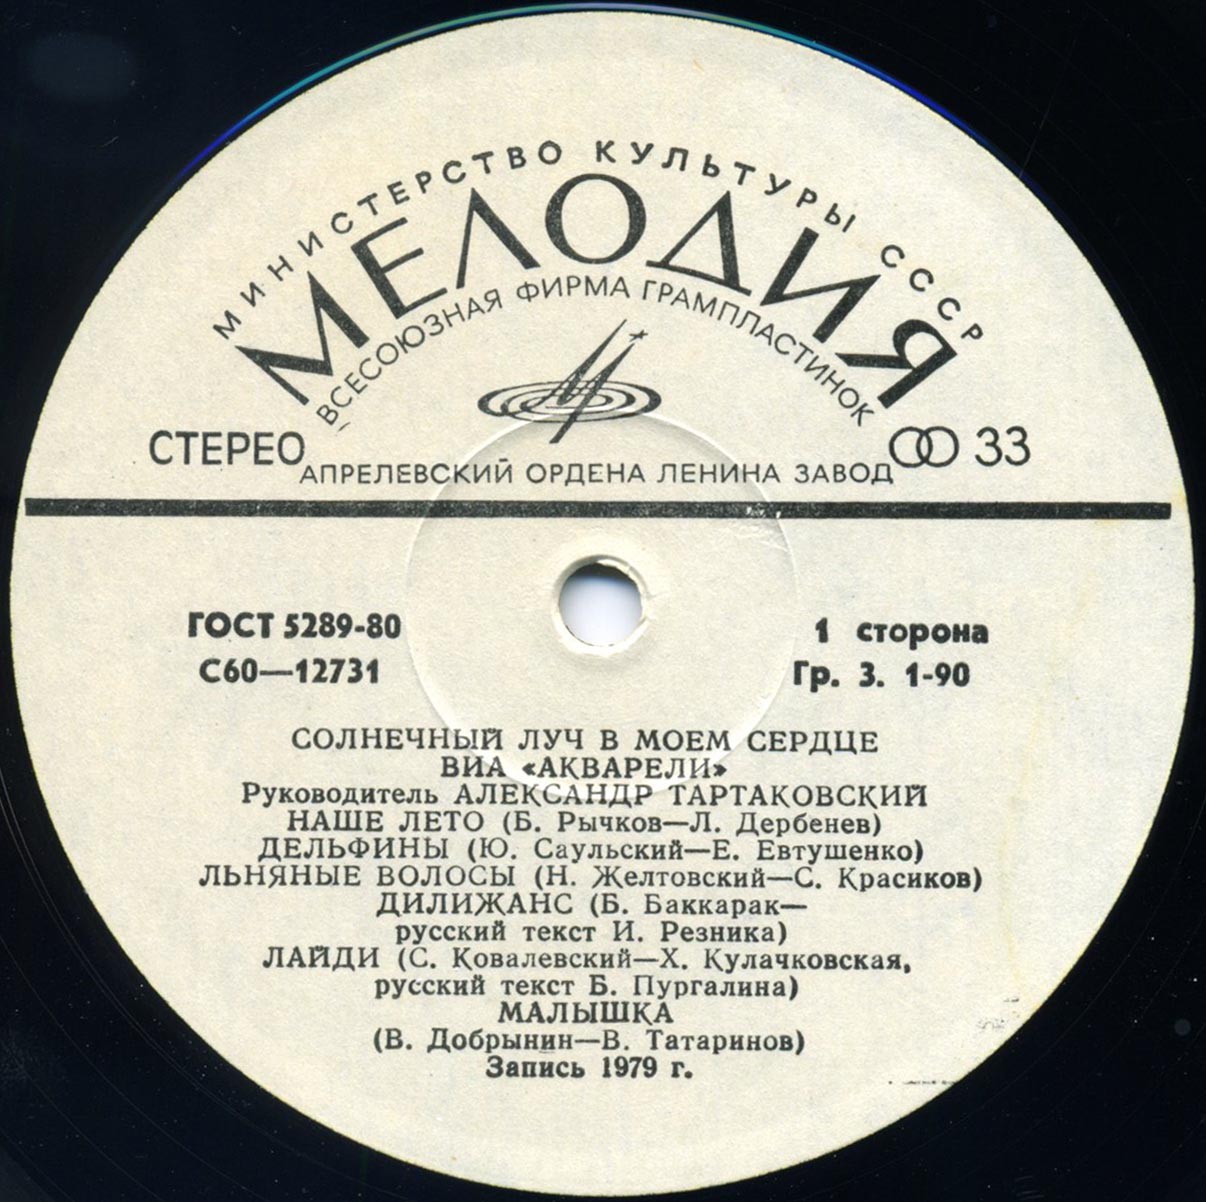 МИНИСТЕРСТВО КУЛЬТУРЫ СССР
МЕЛОДИЯ
ВСЕСОЮЗНАЯ ФИРМА ГРАМПЛАСТИНОК
СТЕРЕО
33
АПРЕЛЕВСКИЙ ОРДЕНА ЛЕНИНА ЗАВОД
ГОСТ 5289-80
С60—12731
1 сторона
Гр. 3. 1-90
СОЛНЕЧНЫЙ ЛУЧ В МОЕМ СЕРДЦЕ
ВИА «АКВАРЕЛИ»
Руководитель АЛЕКСАНДР ТАРТАКОВСКИЙ
НАШЕ ЛЕТО (Б. Рычков—Л. Дербенев)
ДЕЛЬФИНЫ (Ю. Саульский—Е. Евтушенко)
ЛЬНЯНЫЕ ВОЛОСЫ (Н. Желтовский—С. Красиков)
ДИЛИЖАНС (Б. Баккарак—
русский текст И. Резника)
ЛАЙДИ (С. Ковалевский—Х. Кулачковская,
русский текст Б. Пургалина)
МАЛЫШКА
(В. Добрынин—В. Татаринов)
Запись 1979 г.